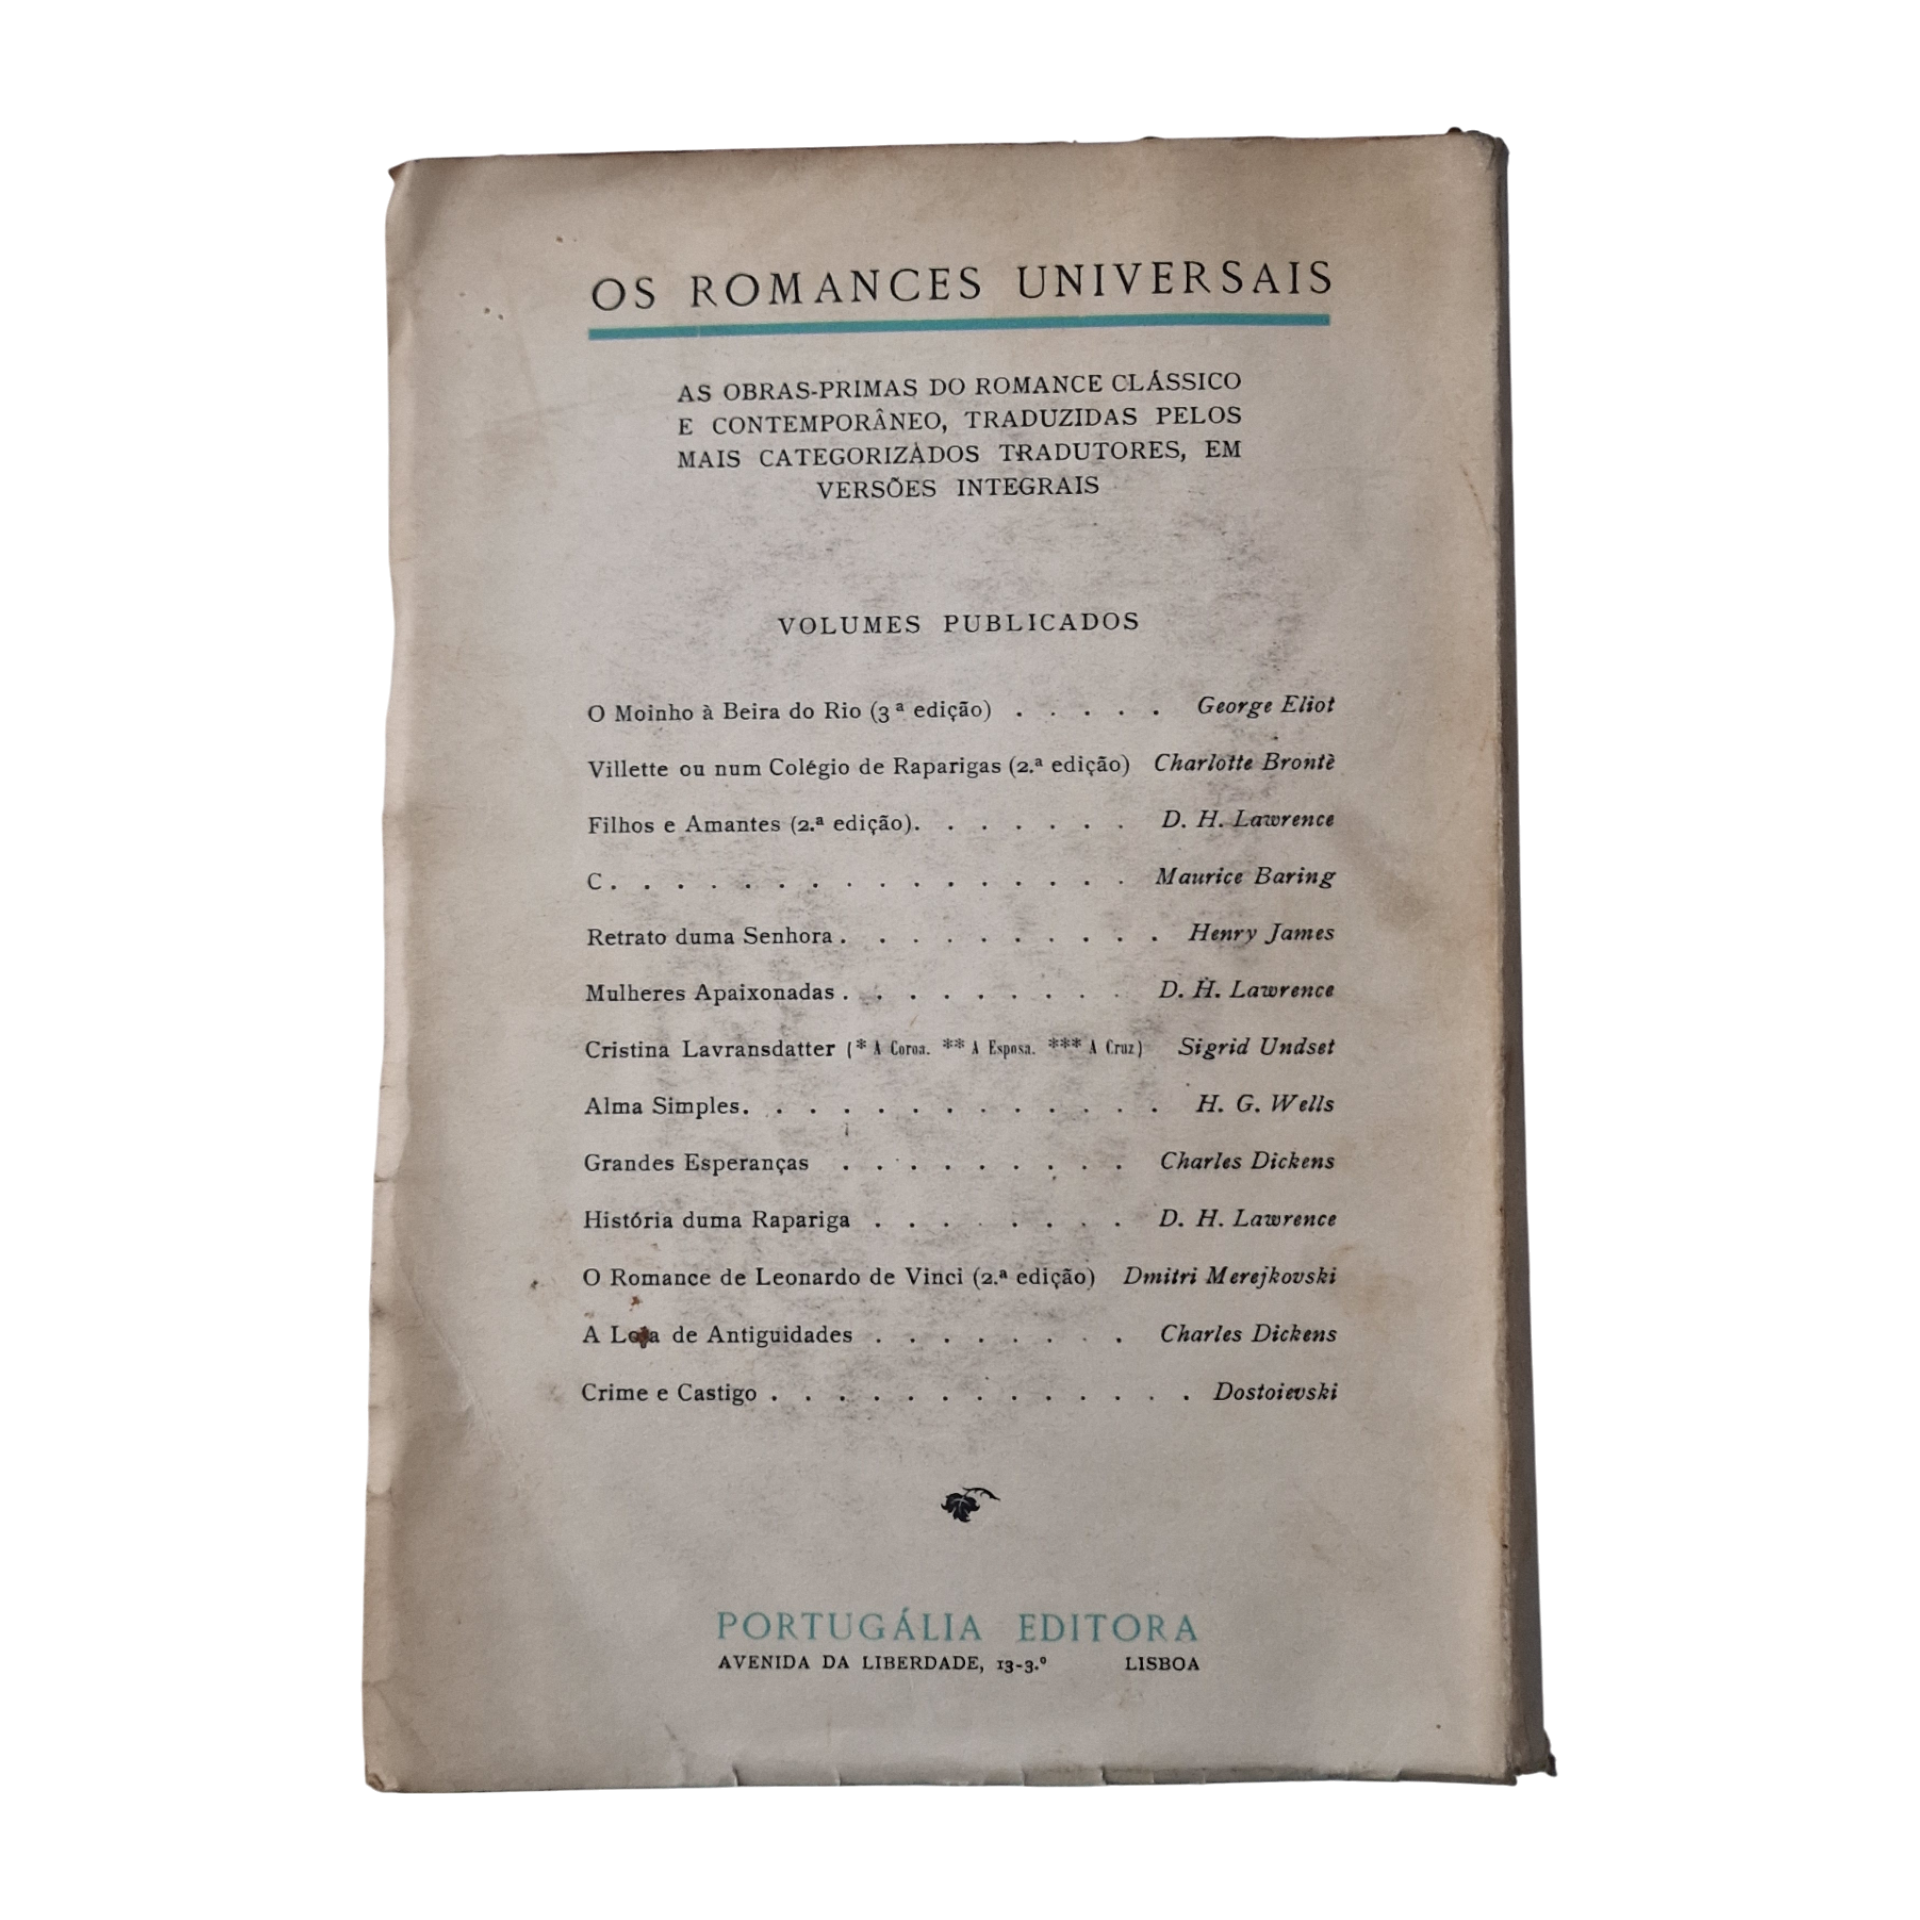 OS ROMANCES UNIVERSAIS
AS OBRAS-PRIMAS DO ROMANCE CLÁSSICO
E CONTEMPORÂNEO, TRADUZIDAS PELOS
MAIS CATEGORIZADOS TRADUTORES, EM
VERSÕES INTEGRAIS
VOLUMES PUBLICADOS
O Moinho à Beira do Rio (3ª edição) . . . . . George Eliot
Villette ou num Colégio de Raparigas (2.ª edição) Charlotte Brontè
Filhos e Amantes (2.ª edição). . . . . . . D. H. Lawrence
C. . . . . . . . . . . . . . . . Maurice Baring
Retrato duma Senhora . . . . . . . . . . Henry James
Mulheres Apaixonadas . . . . . . . . . D. H. Lawrence
Cristina Lavransdatter (* A Coroa. ** A Esposa. *** A Cruz) Sigrid Undset
Alma Simples. . . . . . . . . . . . . H. G. Wells
Grandes Esperanças . . . . . . . . . Charles Dickens
História duma Rapariga . . . . . . . . D. H. Lawrence
O Romance de Leonardo de Vinci (2.ª edição) Dmitri Merejkovski
A Loja de Antiguidades . . . . . . . . Charles Dickens
Crime e Castigo . . . . . . . . . . . . . Dostoievski
PORTUGÁLIA EDITORA
AVENIDA DA LIBERDADE, 13-3.º LISBOA